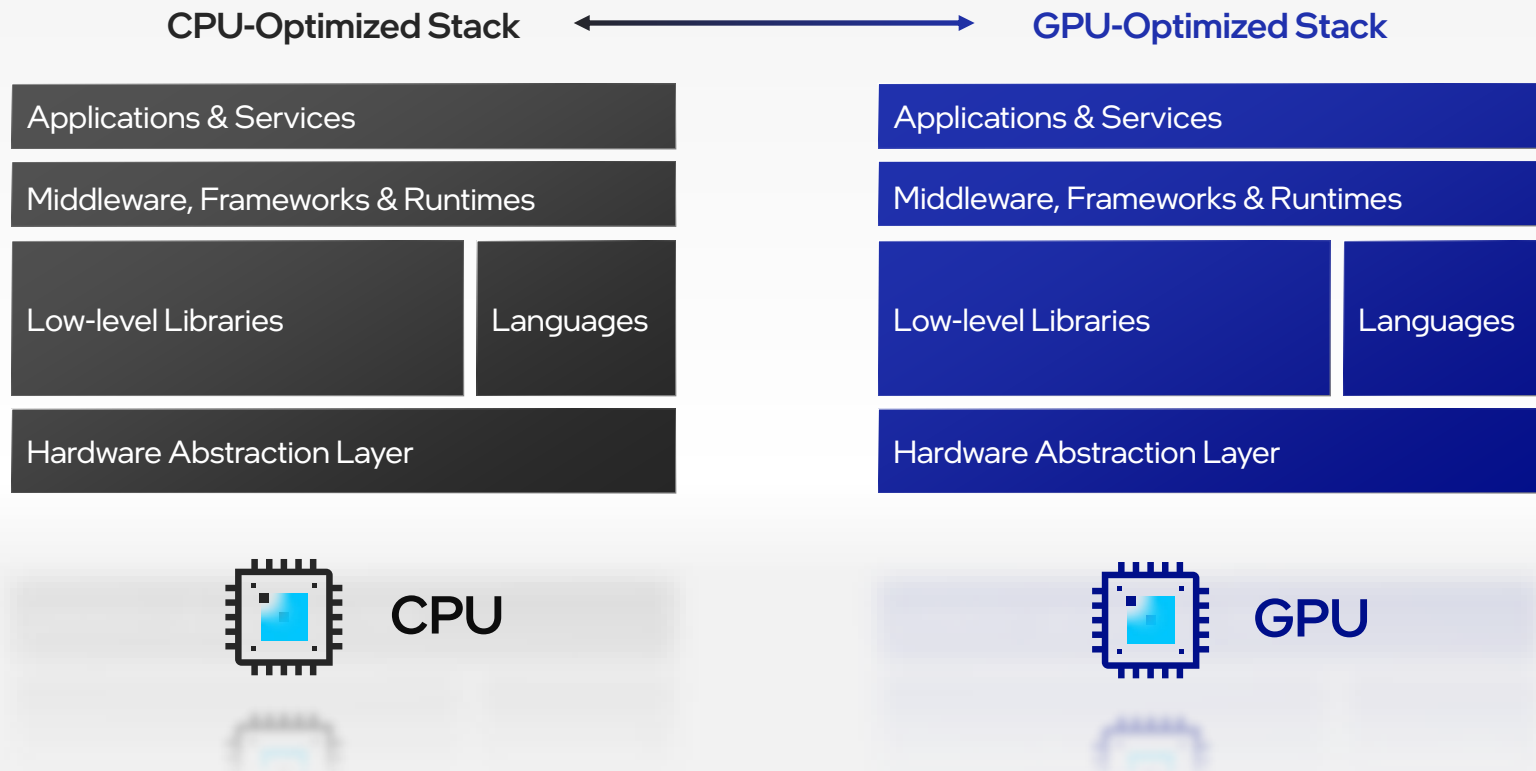 CPU-Optimized Stack
Applications & Services
Middleware, Frameworks & Runtimes
Low-level Libraries
Languages
Hardware Abstraction Layer
CPU
GPU-Optimized Stack
Applications & Services
Middleware, Frameworks & Runtimes
Low-level Libraries
Languages
Hardware Abstraction Layer
GPU